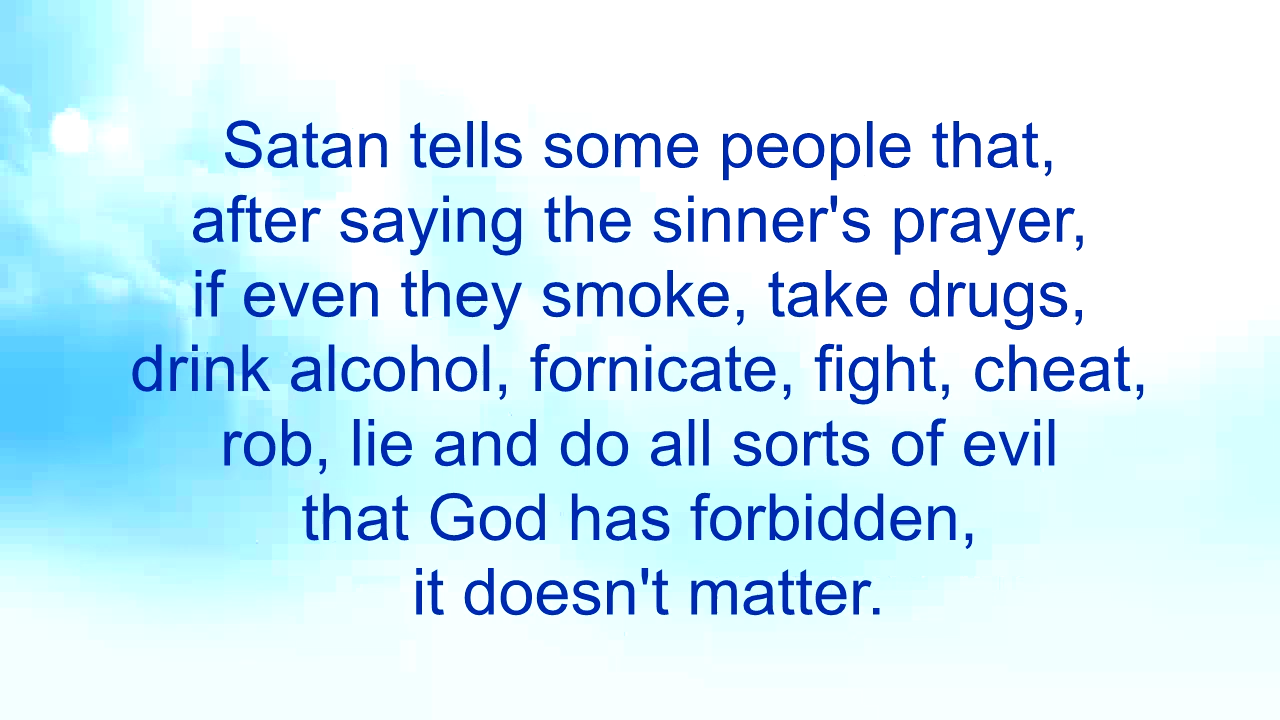 Satan tells some people that,
after saying the sinner's prayer,
if even they smoke, take drugs,
drink alcohol, fornicate, fight, cheat,
rob, lie and do all sorts of evil
that God has forbidden,
it doesn't matter.